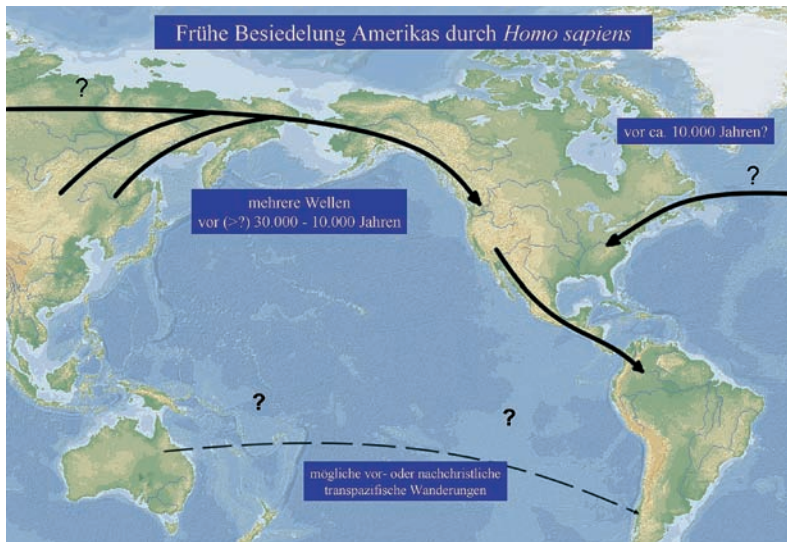 Frühe Besiedelung Amerikas durch Homo sapiens
?
vor ca. 10.000 Jahren?
?
mehrere Wellen
vor (>?) 30.000 - 10.000 Jahren
?
?
mögliche vor- oder nachchristliche
transpazifische Wanderungen